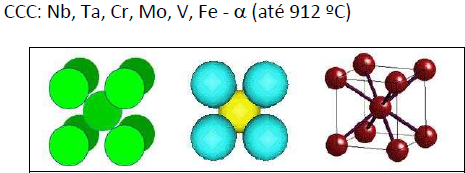 CCC: Nb, Ta, Cr, Mo, V, Fe - α (até 912 ºC)